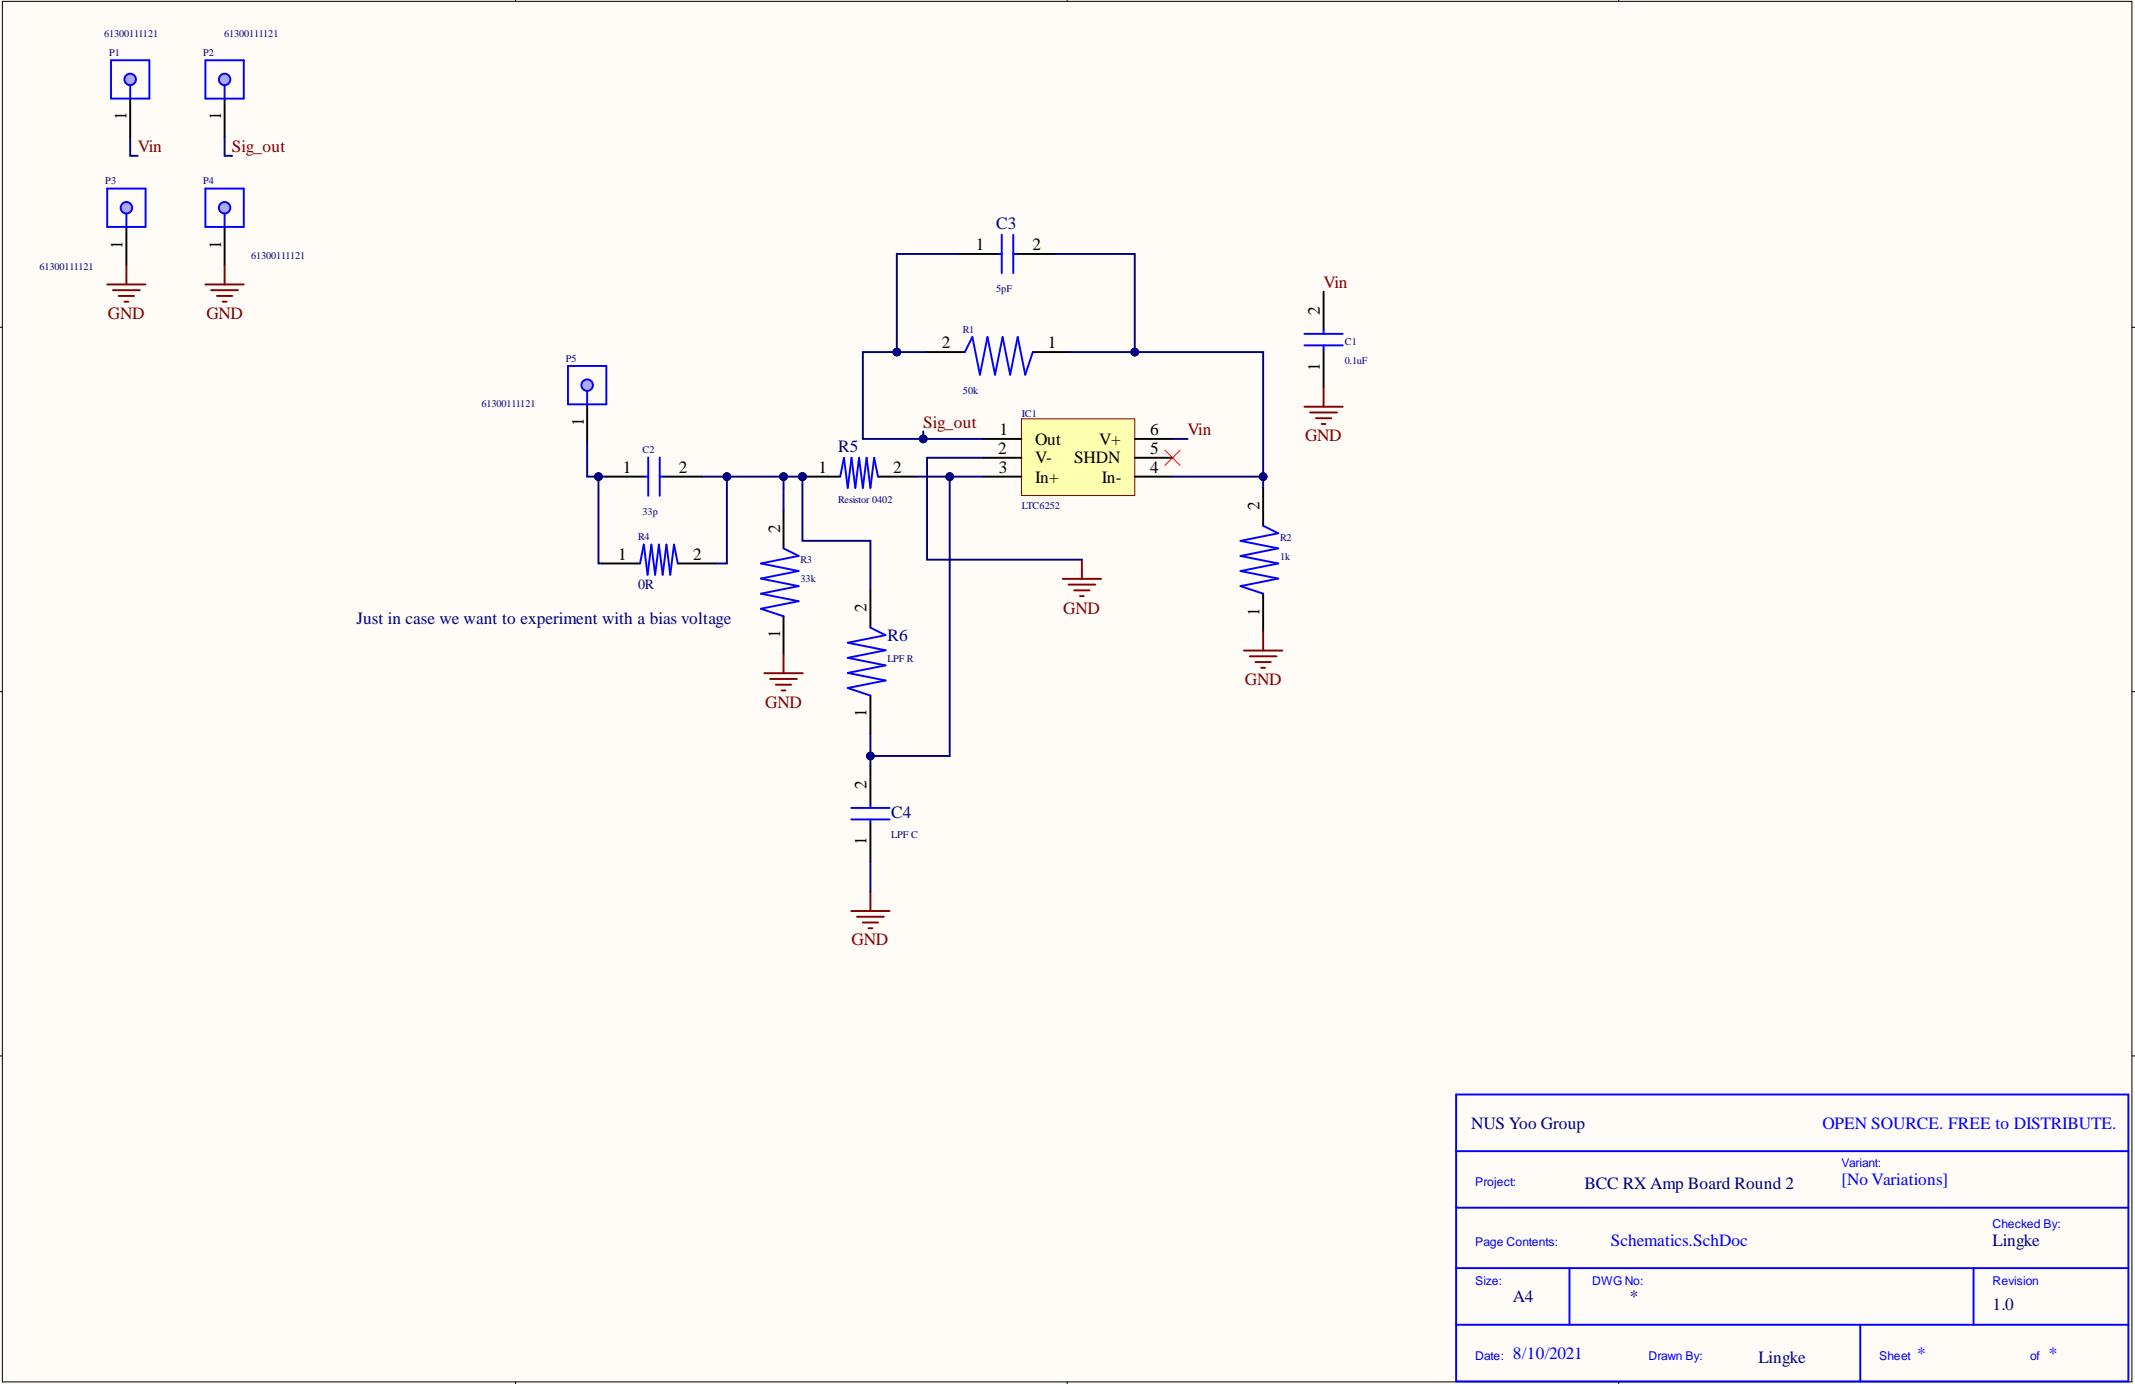 61300111121
61300111121
P1
P2
1
1
Vin
Sig_out
P3
P4
1
1
61300111121
61300111121
GND
GND
C3
1
2
5pF
R1
2
1
50k
Vin
2
C1
0.1uF
1
GND
P5
61300111121
1
C2
1
2
33p
R4
1
2
0R
Just in case we want to experiment with a bias voltage
R5
1
2
Resistor 0402
Sig_out
IC1
1
Out
V+
6
Vin
2
V-
SHDN
5
3
In+
In-
4
LTC6252
GND
2
R3
33k
1
GND
2
R6
LPF R
1
2
C4
LPF C
1
GND
2
R2
1k
1
GND
NUS Yoo Group
OPEN SOURCE. FREE to DISTRIBUTE.
Project:
BCC RX Amp Board Round 2
Variant:
[No Variations]
Page Contents:
Schematics.SchDoc
Checked By:
Lingke
Size:
A4
DWG No:
*
Revision
1.0
Date: 8/10/2021
Drawn By:
Lingke
Sheet *
of *